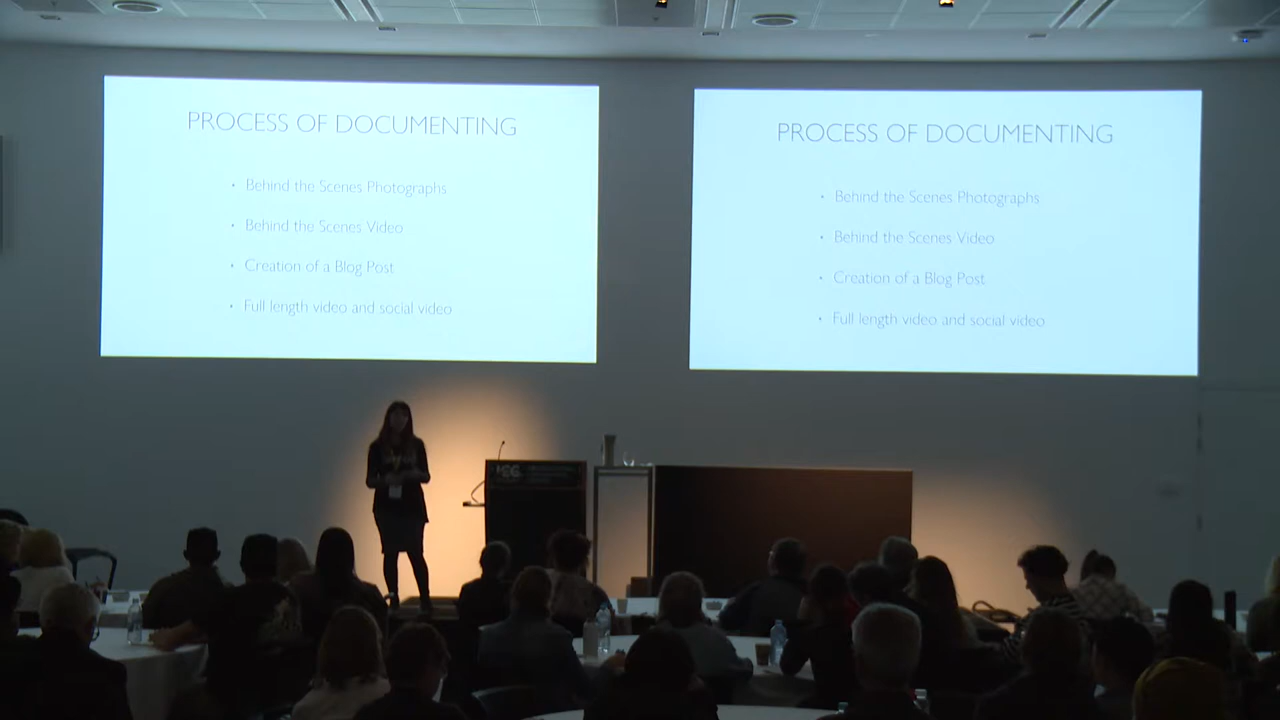 PROCESS OF DOCUMENTING
• Behind the Scenes Photographs
• Behind the Scenes Video
• Creation of a Blog Post
• Full length video and social video
PROCESS OF DOCUMENTING
• Behind the Scenes Photographs
• Behind the Scenes Video
• Creation of a Blog Post
• Full length video and social video